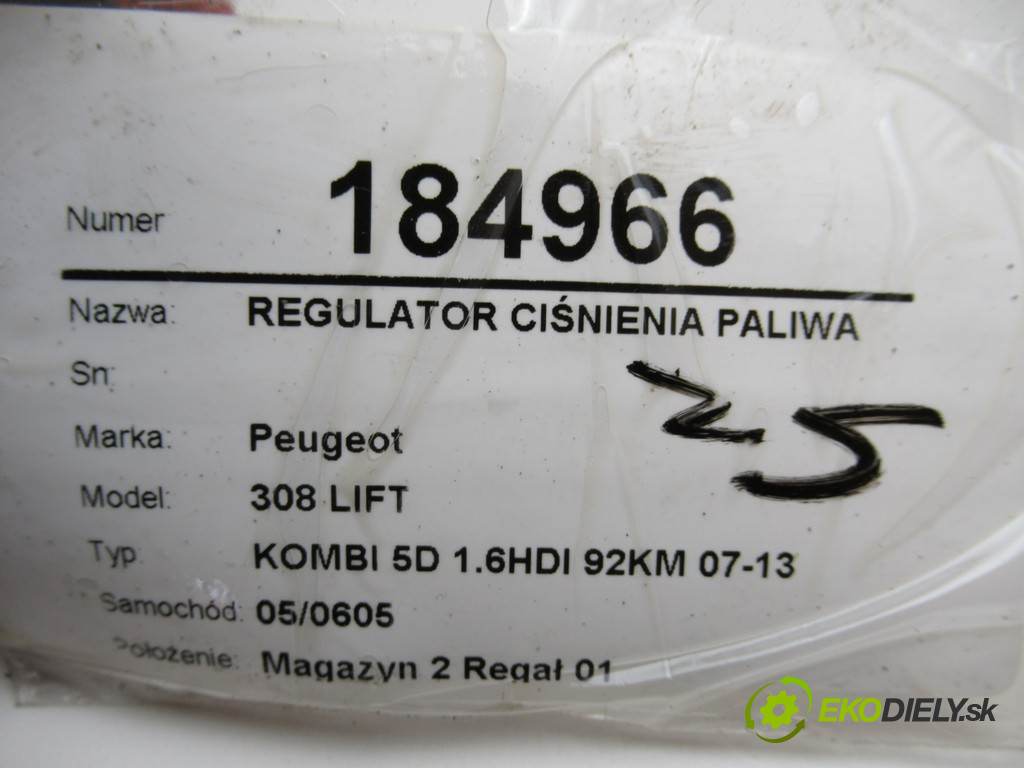 Numer 184966
Nazwa: REGULATOR CIŚNIENIA PALIWA
Sn:
Marka: Peugeot
Model: 308 LIFT
Typ KOMBI 5D 1.6HDI 92KM 07-13
Samochód: 05/0605
Położenie: Magazyn 2 Regał 01
25
EKODIELY.sk